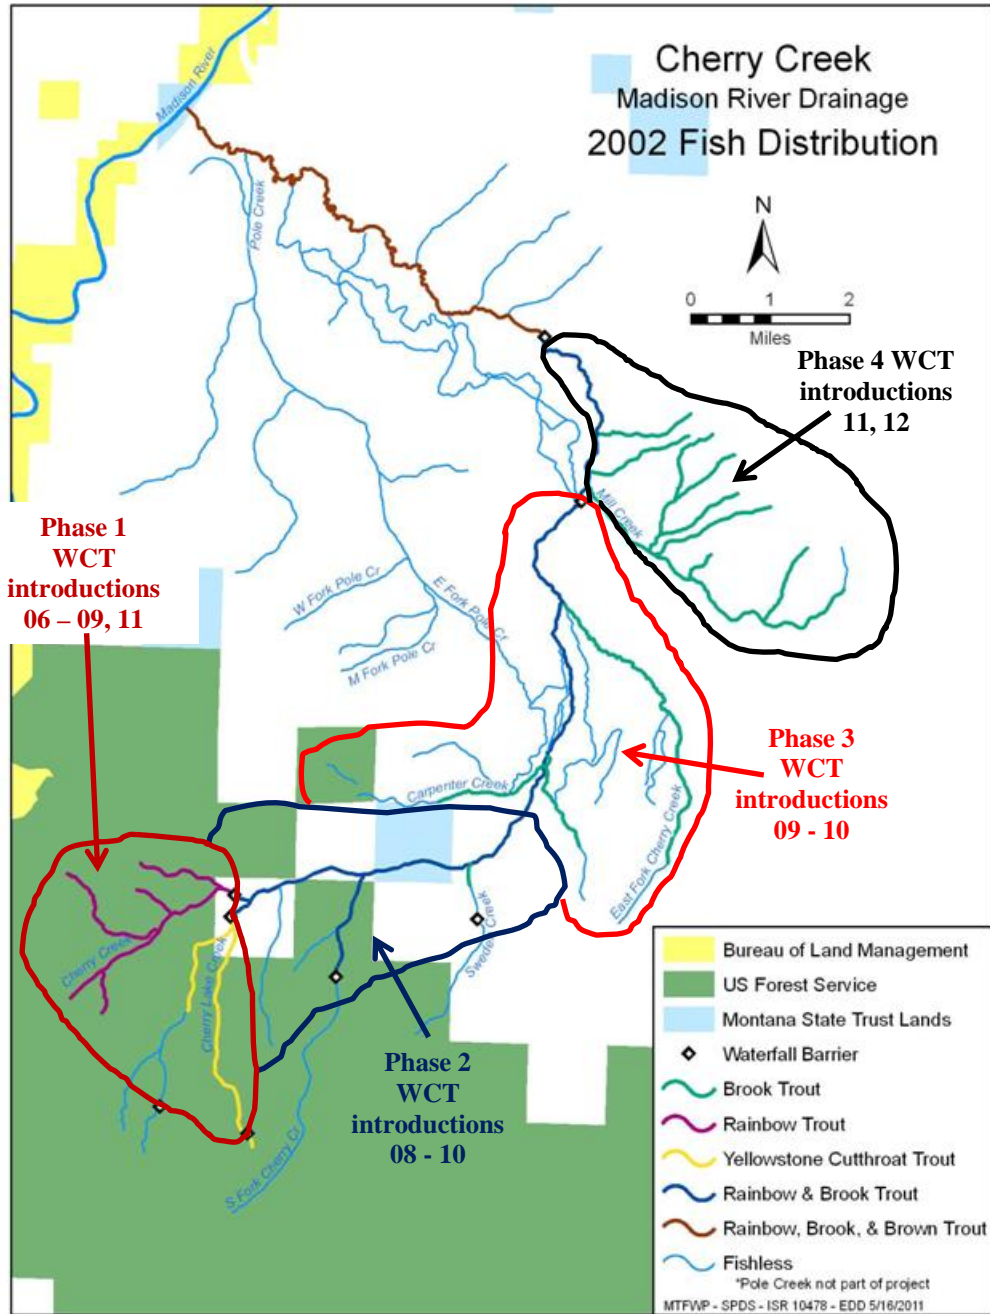 Cherry Creek
Madison River Drainage
2002 Fish Distribution
Madison River
Pole Creek
N
0 1 2
Miles
Phase 4 WCT
introductions
11, 12
Mill Creek
Phase 1
WCT
introductions
06 – 09, 11
W Fork Pole Cr
E Fork Pole Cr
M Fork Pole Cr
Phase 3
WCT
introductions
09 - 10
Carpenter Creek
East Fork Cherry Creek
Cherry Creek
Cherry Lake Creek
Sweden Creek
S Fork Cherry Cr
Phase 2
WCT
introductions
08 - 10
Bureau of Land Management
US Forest Service
Montana State Trust Lands
Waterfall Barrier
Brook Trout
Rainbow Trout
Yellowstone Cutthroat Trout
Rainbow & Brook Trout
Rainbow, Brook, & Brown Trout
Fishless
*Pole Creek not part of project
MTFWP - SPDS - ISR 10478 - EDD 5/16/2011